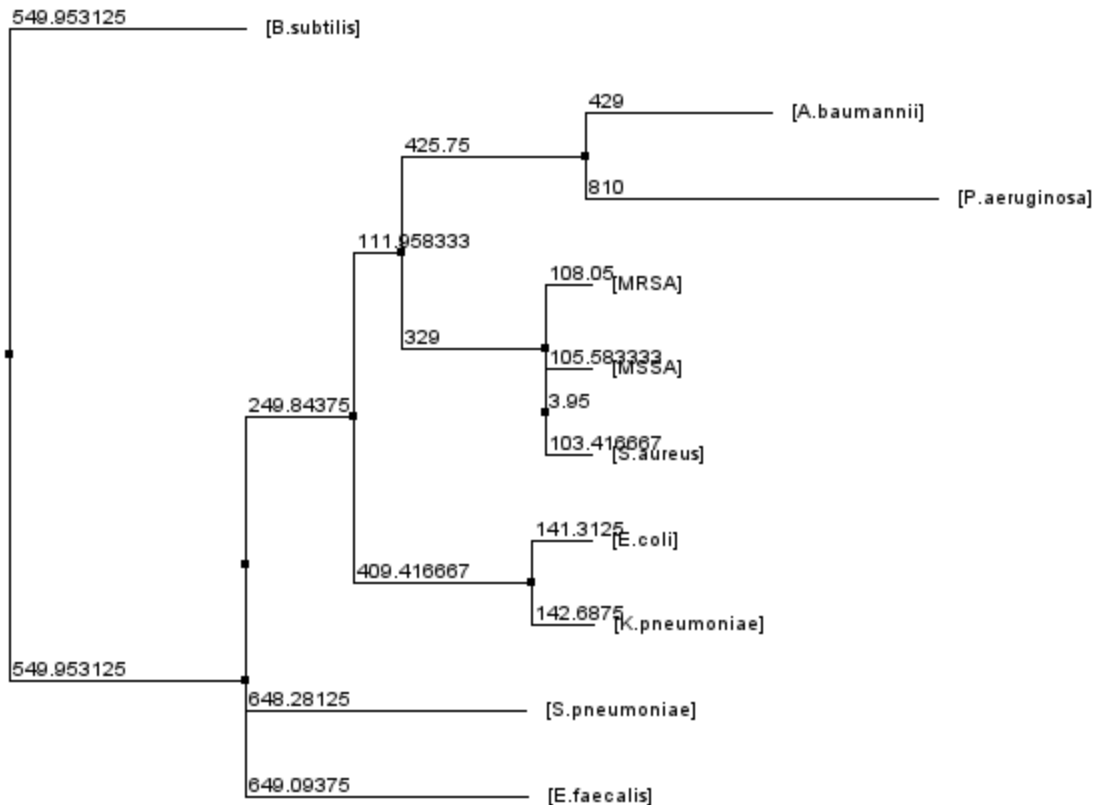 549.953125
[B.subtilis]
429
[A.baumannii]
425.75
810
[P.aeruginosa]
111.958333
108.05
[MRSA]
329
105.583333
[MSSA]
249.84375
3.95
103.416667
[S.aureus]
141.3125
[E.coli]
409.416667
142.6875
[K.pneumoniae]
549.953125
648.28125
[S.pneumoniae]
649.09375
[E.faecalis]